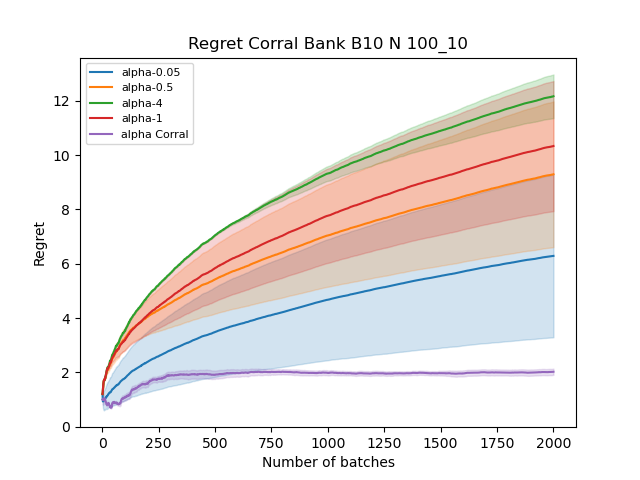 Regret Corral Bank B10 N 100_10
alpha-0.05
alpha-0.5
alpha-4
alpha-1
alpha Corral
Regret
12
10
8
6
4
2
0
0 250 500 750 1000 1250 1500 1750 2000
Number of batches